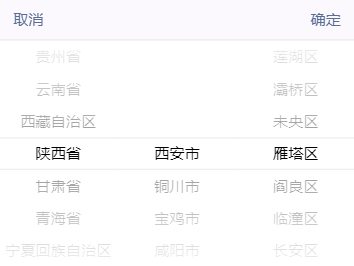 取消 确定
贵州省 莲湖区
云南省 灞桥区
西藏自治区 未央区
陕西省 西安市 雁塔区
甘肃省 铜川市 阎良区
青海省 宝鸡市 临潼区
宁夏回族自治区 咸阳市 长安区